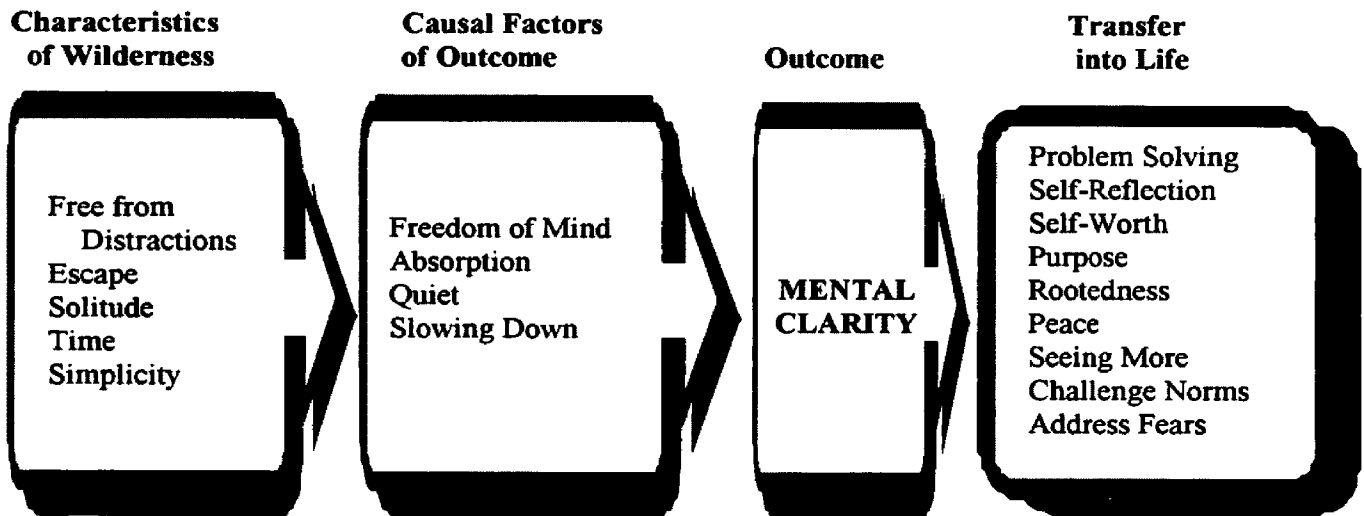 Characteristics
of Wilderness
Free from
Distractions
Escape
Solitude
Time
Simplicity
Causal Factors
of Outcome
Freedom of Mind
Absorption
Quiet
Slowing Down
Outcome
MENTAL
CLARITY
Transfer
into Life
Problem Solving
Self-Reflection
Self-Worth
Purpose
Rootedness
Peace
Seeing More
Challenge Norms
Address Fears